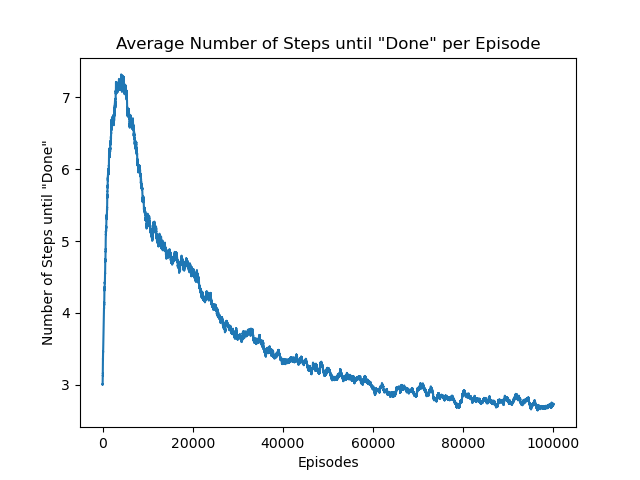 Average Number of Steps until "Done" per Episode
7
6
5
4
3
Number of Steps until "Done"
0 20000 40000 60000 80000 100000
Episodes